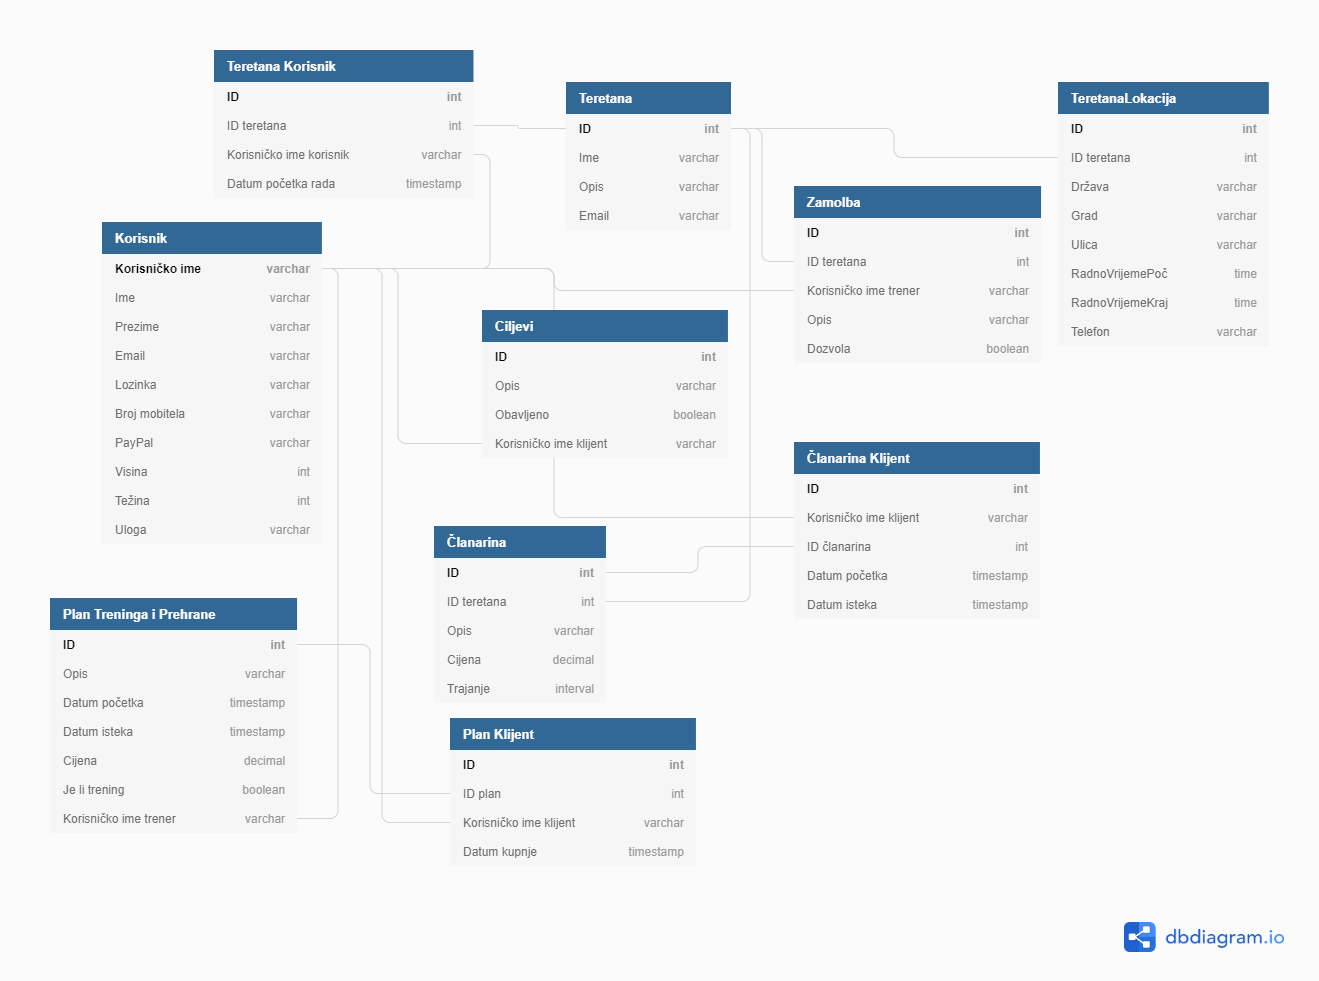 Teretana Korisnik
ID int
ID teretana int
Korisničko ime korisnik varchar
Datum početka rada timestamp
Teretana
ID int
Ime varchar
Opis varchar
Email varchar
TeretanaLokacija
ID int
ID teretana int
Država varchar
Grad varchar
Ulica varchar
RadnoVrijemePoč time
RadnoVrijemeKraj time
Telefon varchar
Zamolba
ID int
ID teretana int
Korisničko ime trener varchar
Opis varchar
Dozvola boolean
Korisnik
Korisničko ime varchar
Ime varchar
Prezime varchar
Email varchar
Lozinka varchar
Broj mobitela varchar
PayPal varchar
Visina int
Težina int
Uloga varchar
Ciljevi
ID int
Opis varchar
Obavljeno boolean
Korisničko ime klijent varchar
Članarina Klijent
ID int
Korisničko ime klijent varchar
ID članarina int
Datum početka timestamp
Datum isteka timestamp
Članarina
ID int
ID teretana int
Opis varchar
Cijena decimal
Trajanje interval
Plan Treninga i Prehrane
ID int
Opis varchar
Datum početka timestamp
Datum isteka timestamp
Cijena decimal
Je li trening boolean
Korisničko ime trener varchar
Plan Klijent
ID int
ID plan int
Korisničko ime klijent varchar
Datum kupnje timestamp
dbdiagram.io